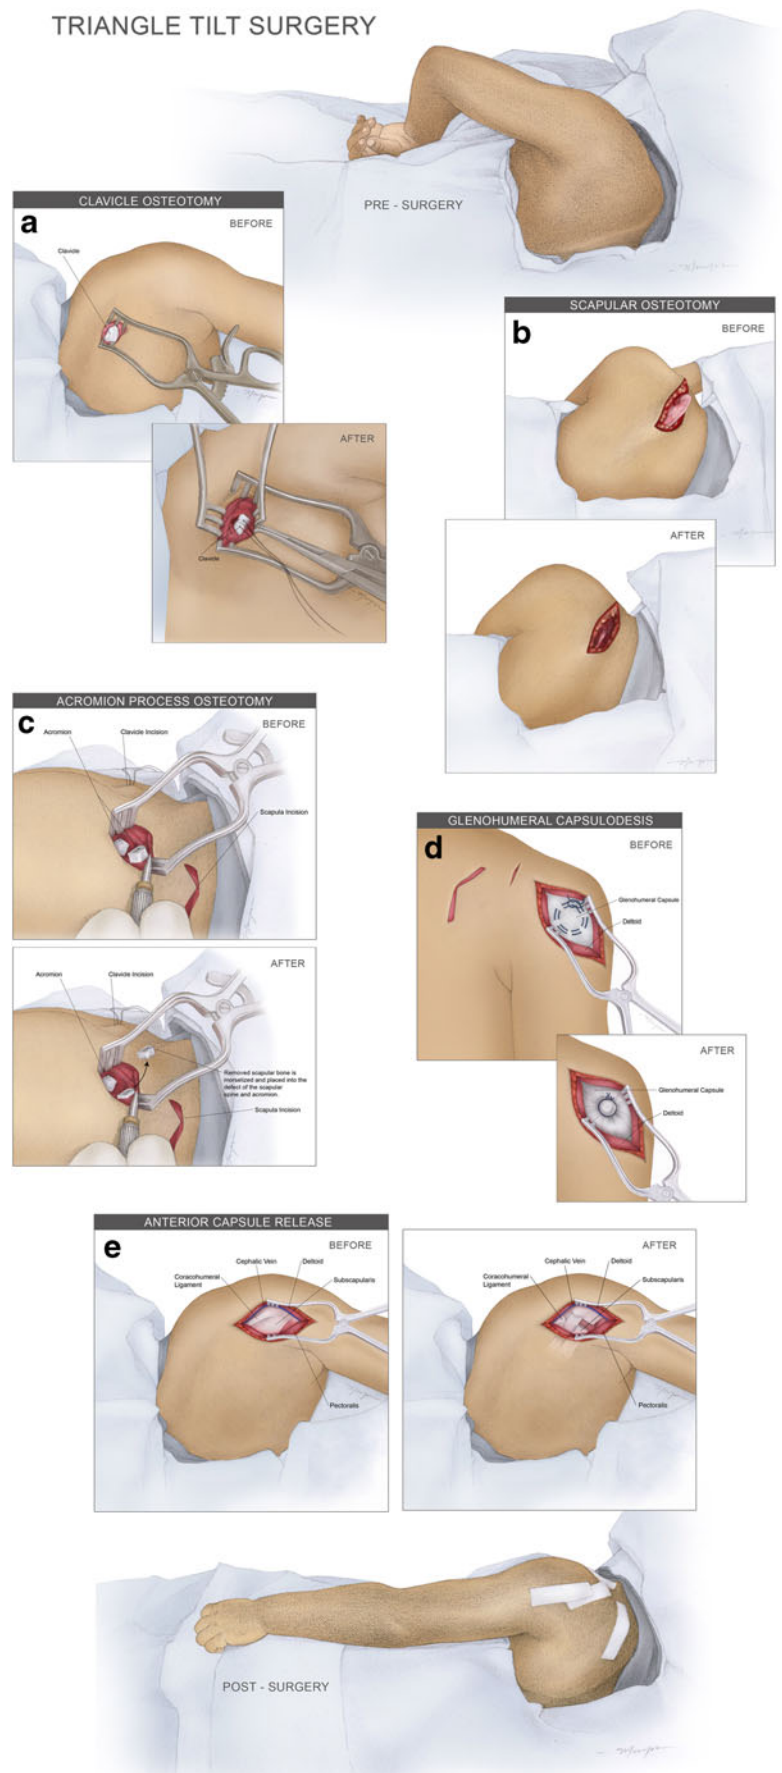 TRIANGLE TILT SURGERY
PRE - SURGERY
CLAVICLE OSTEOTOMY
a
BEFORE
Clavicle
AFTER
Clavicle
SCAPULAR OSTEOTOMY
b
BEFORE
AFTER
ACROMION PROCESS OSTEOTOMY
c
BEFORE
Acromion
Clavicle Incision
Scapula Incision
AFTER
Acromion
Clavicle Incision
Removed scapular bone is
morselized and placed into the
defect of the scapular
spine and acromion.
Scapula Incision
GLENOHUMERAL CAPSULODESIS
d
BEFORE
Glenohumeral Capsule
Deltoid
AFTER
Glenohumeral Capsule
Deltoid
ANTERIOR CAPSULE RELEASE
e
BEFORE
Cephalic Vein
Deltoid
Coracohumeral
Ligament
Subscapularis
Pectoralis
AFTER
Cephalic Vein
Deltoid
Coracohumeral
Ligament
Subscapularis
Pectoralis
POST - SURGERY